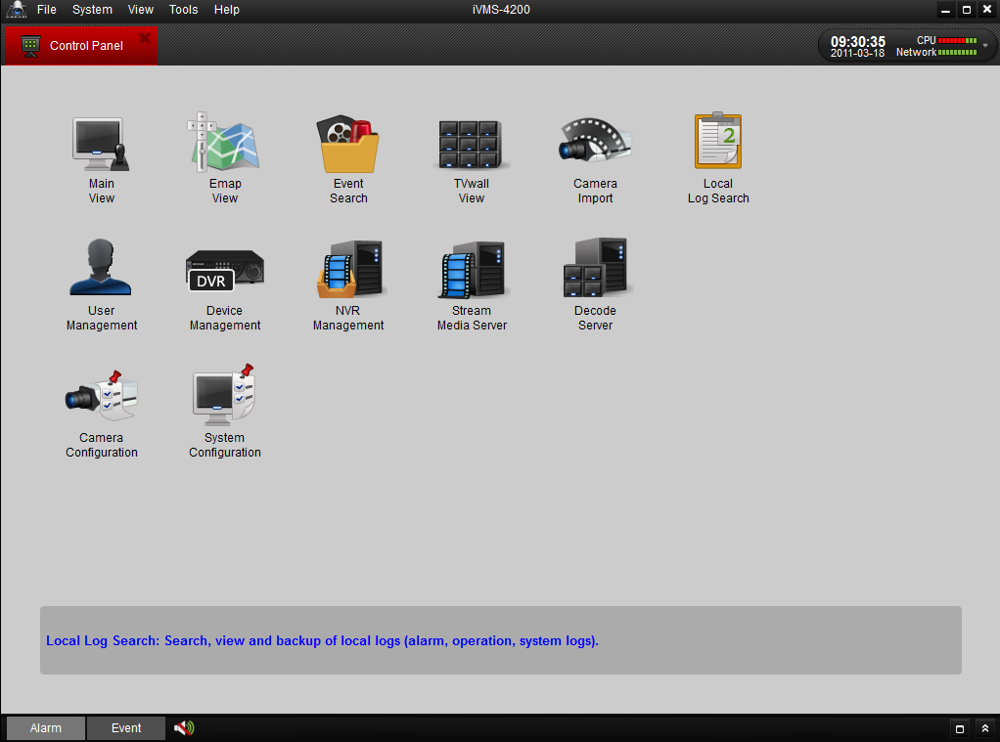 File System View Tools Help iVMS-4200
Control Panel
09:30:35 CPU
2011-03-18 Network
Main View
Emap View
Event Search
TVwall View
Camera Import
2
Local Log Search
User Management
DVR
Device Management
NVR Management
Stream Media Server
Decode Server
Camera Configuration
System Configuration
Local Log Search: Search, view and backup of local logs (alarm, operation, system logs).
Alarm Event